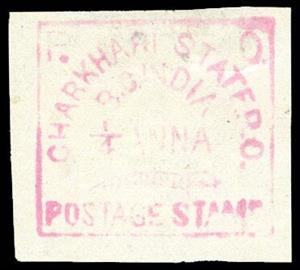 P. O.
CHARKHARI STATE P.O.
B.C. INDIA
1/4 ANNA
POSTAGE STAMP